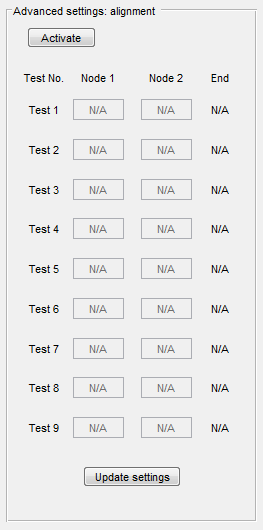 Advanced settings: alignment
Activate
Test No. Node 1 Node 2 End
Test 1 N/A N/A N/A
Test 2 N/A N/A N/A
Test 3 N/A N/A N/A
Test 4 N/A N/A N/A
Test 5 N/A N/A N/A
Test 6 N/A N/A N/A
Test 7 N/A N/A N/A
Test 8 N/A N/A N/A
Test 9 N/A N/A N/A
Update settings